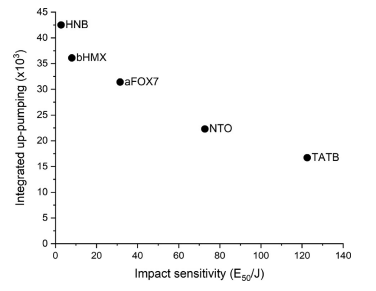 Integrated up-pumping (x10³)
45
40
35
30
25
20
15
10
5
0
HNB
bHMX
aFOX7
NTO
TATB
0 20 40 60 80 100 120 140
Impact sensitivity (E₅₀/J)